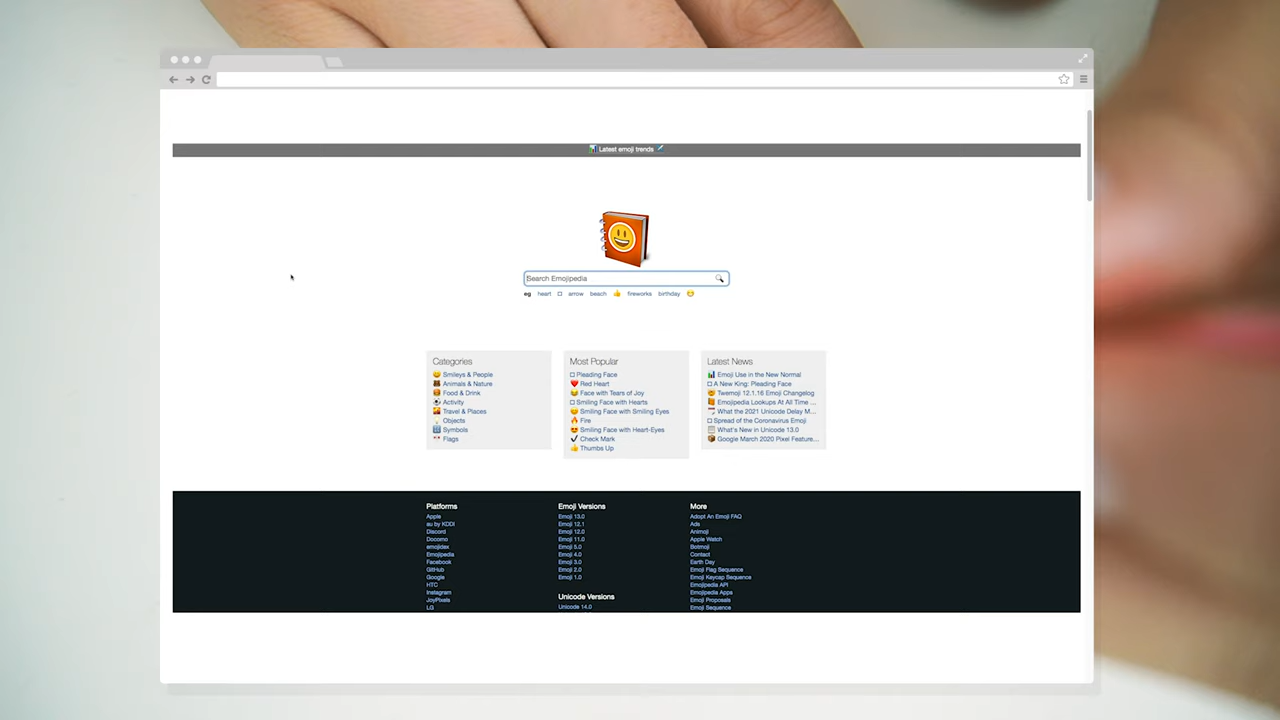 Latest emoji trends
Search Emojipedia
eg heart arrow beach fireworks birthday
Categories
Smileys & People
Animals & Nature
Food & Drink
Activity
Travel & Places
Objects
Symbols
Flags
Most Popular
Pleading Face
Red Heart
Face with Tears of Joy
Smiling Face with Hearts
Smiling Face with Smiling Eyes
Fire
Smiling Face with Heart-Eyes
Check Mark
Thumbs Up
Latest News
Emoji Use in the New Normal
A New King: Pleading Face
Twemoji 12.1.16 Emoji Changelog
Emojipedia Lookups At All Time ...
What the 2021 Unicode Delay M...
Spread of the Coronavirus Emoji
What's New in Unicode 13.0
Google March 2020 Pixel Feature...
Platforms
Apple
au by KDDI
Discord
Docomo
emojidex
Emojipedia
Facebook
GitHub
Google
HTC
Instagram
JoyPixels
LG
Emoji Versions
Emoji 13.0
Emoji 12.1
Emoji 12.0
Emoji 11.0
Emoji 5.0
Emoji 4.0
Emoji 3.0
Emoji 2.0
Emoji 1.0
Unicode Versions
Unicode 14.0
More
Adopt An Emoji FAQ
Ads
Animoji
Apple Watch
Botmoji
Contact
Earth Day
Emoji Flag Sequence
Emoji Keycap Sequence
Emojipedia API
Emojipedia Apps
Emoji Proposals
Emoji Sequence